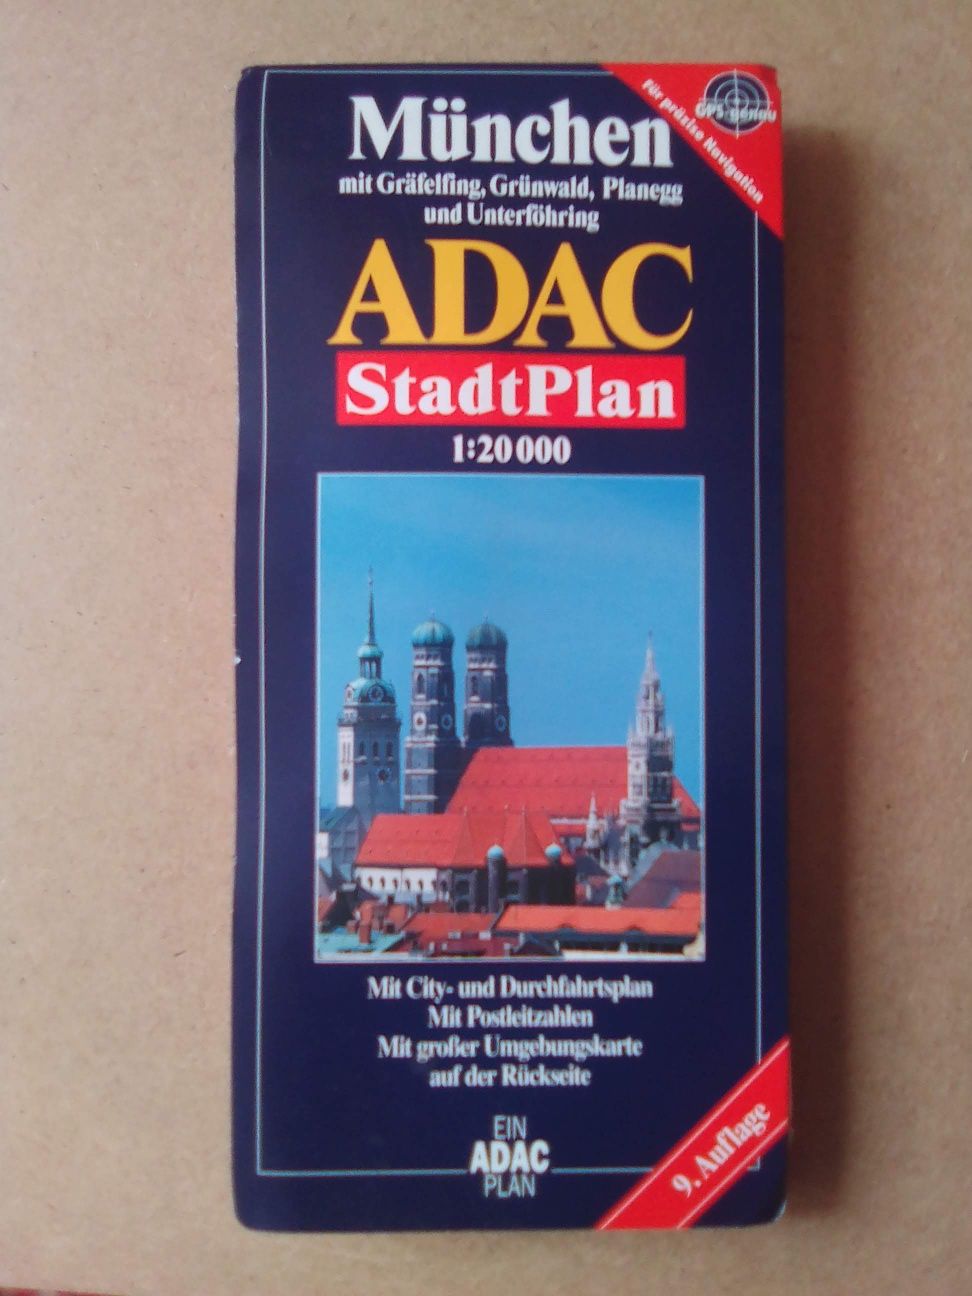 München
mit Gräfelfing, Grünwald, Planegg
und Unterföhring
Für präzise Navigation
GPS-genau
ADAC
StadtPlan
1:20 000
Mit City- und Durchfahrtsplan
Mit Postleitzahlen
Mit großer Umgebungskarte
auf der Rückseite
EIN
ADAC
PLAN
9. Auflage